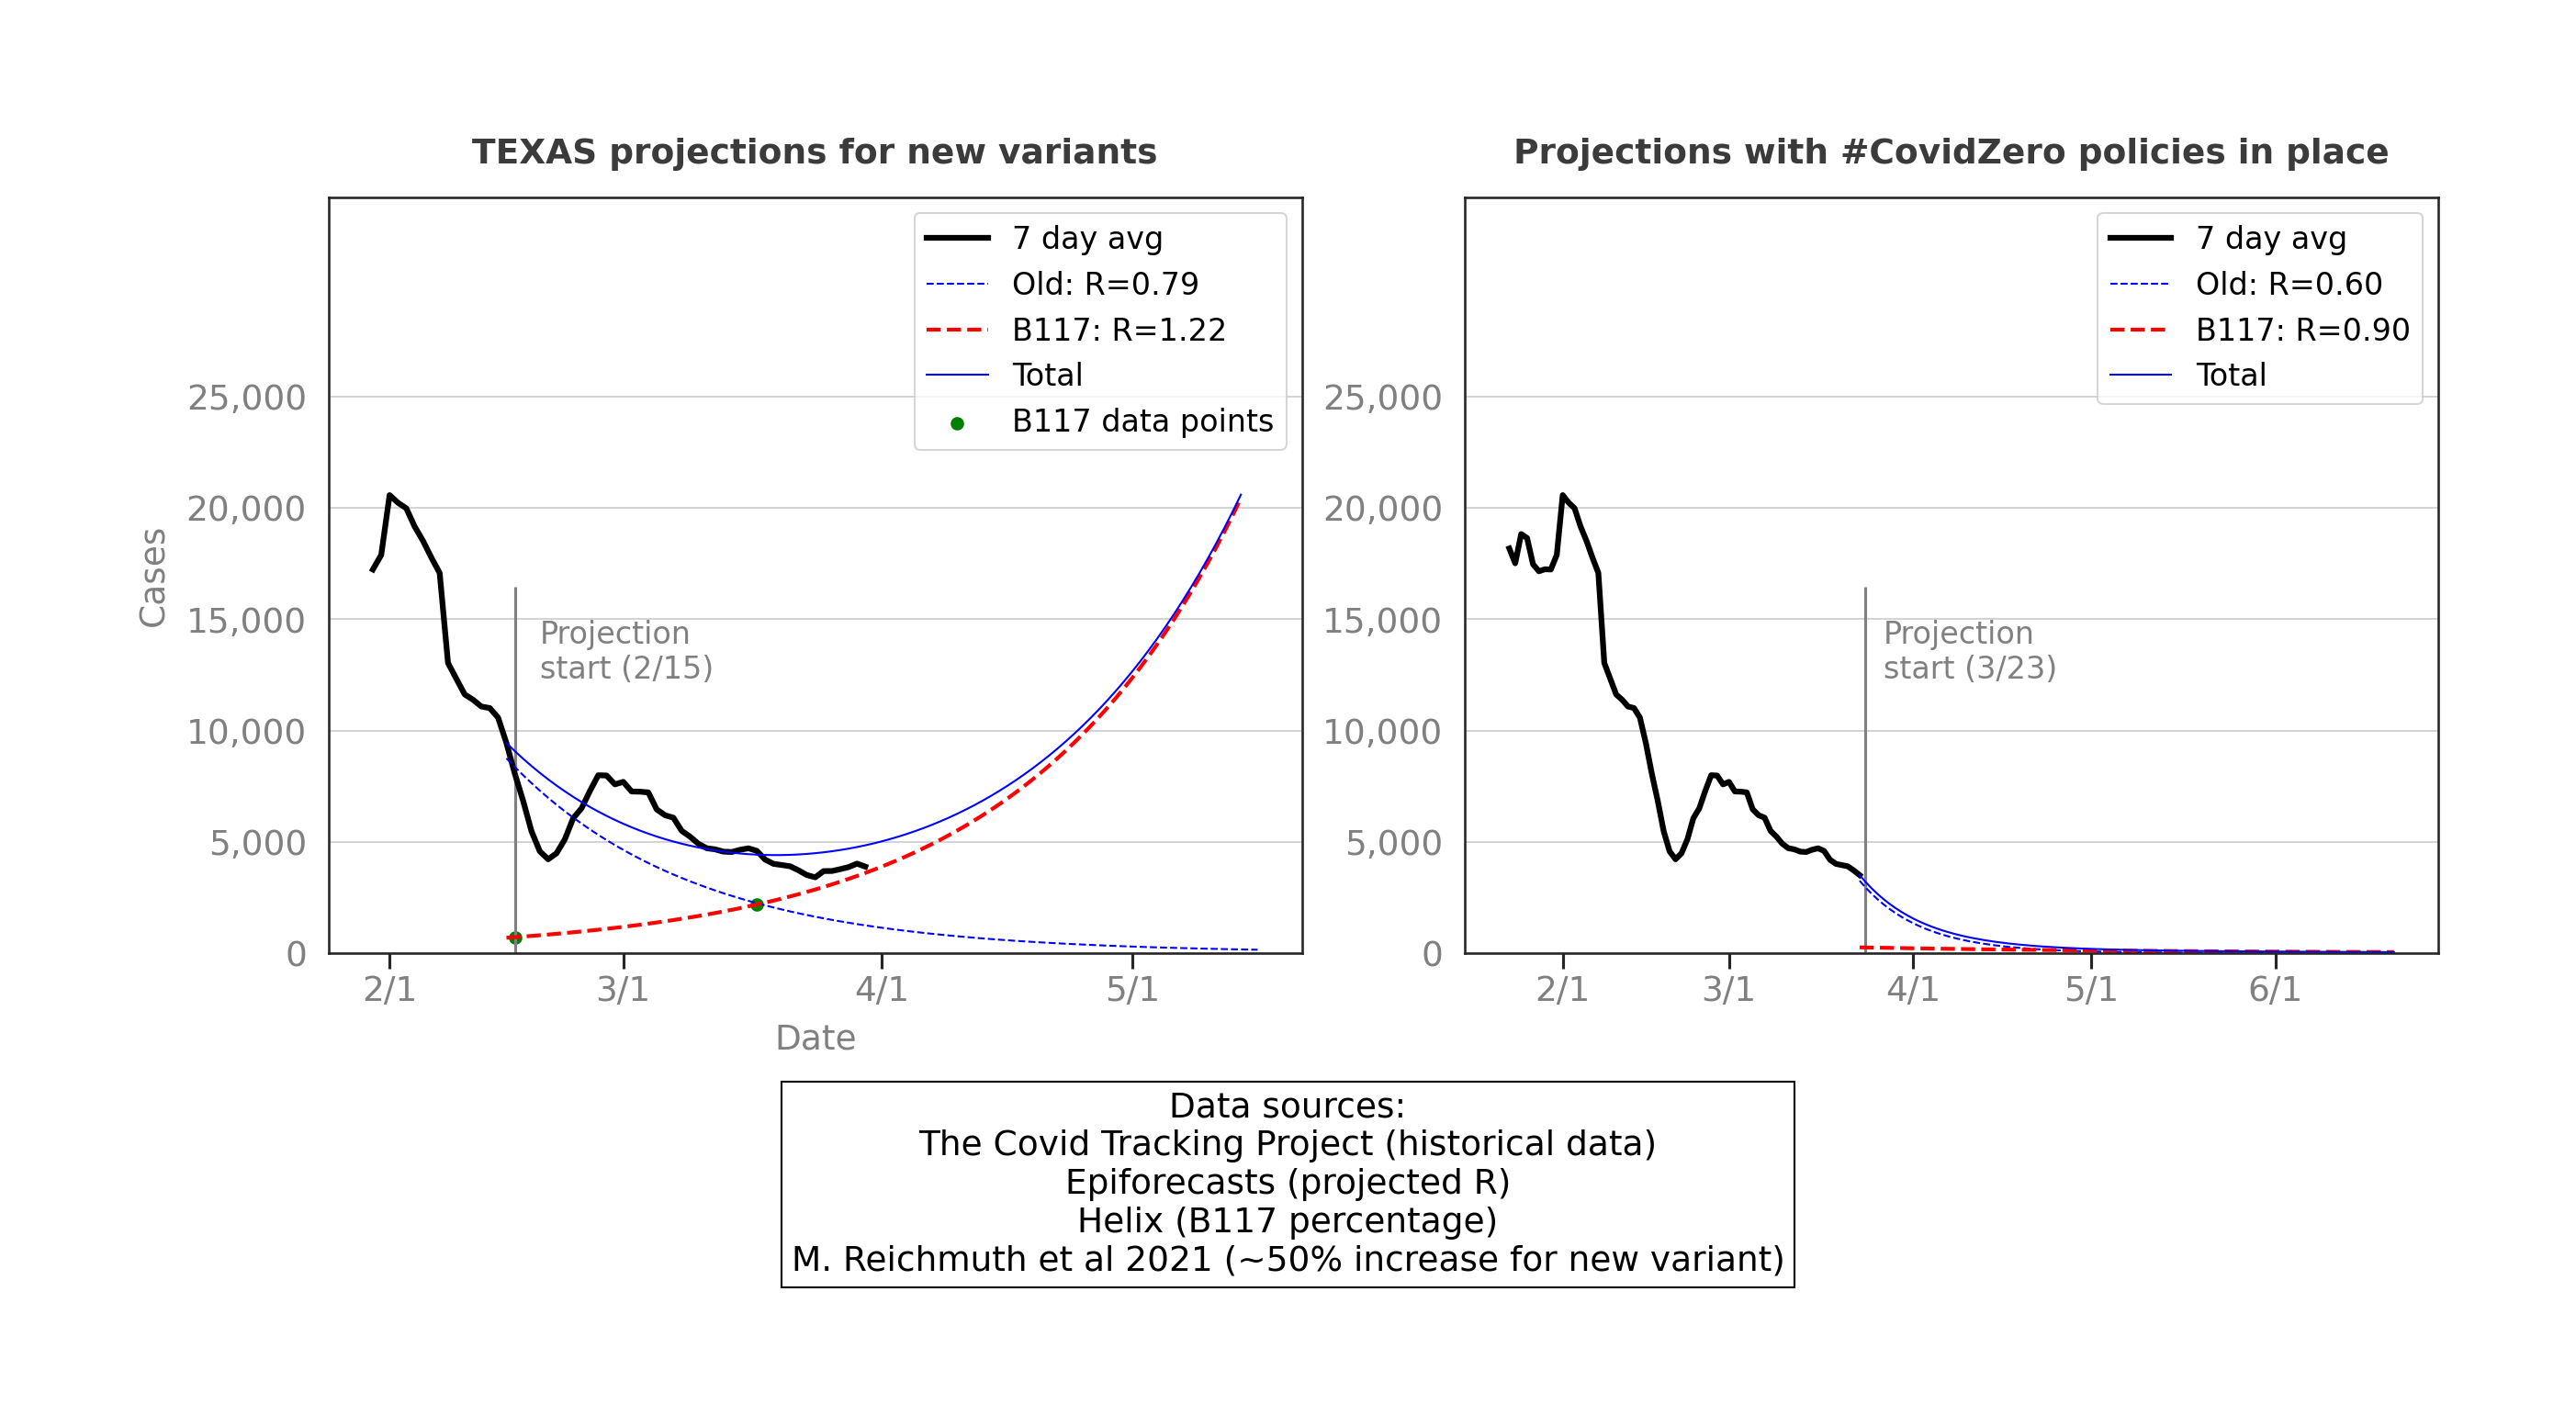 TEXAS projections for new variants
7 day avg
Old: R=0.79
B117: R=1.22
Total
B117 data points
25,000
20,000
15,000
10,000
5,000
0
Cases
Projection
start (2/15)
2/1
3/1
4/1
5/1
Date
Projections with #CovidZero policies in place
7 day avg
Old: R=0.60
B117: R=0.90
Total
25,000
20,000
15,000
10,000
5,000
0
Projection
start (3/23)
2/1
3/1
4/1
5/1
6/1
Data sources:
The Covid Tracking Project (historical data)
Epiforecasts (projected R)
Helix (B117 percentage)
M. Reichmuth et al 2021 (~50% increase for new variant)